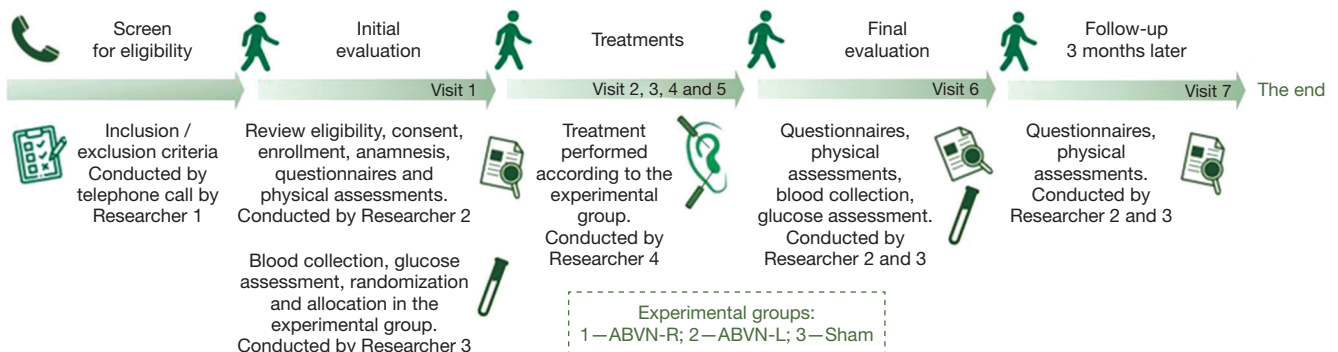 Screen
for eligibility
Initial
evaluation
Treatments
Final
evaluation
Follow-up
3 months later
Visit 1
Visit 2, 3, 4 and 5
Visit 6
Visit 7
The end
Inclusion /
exclusion criteria
Conducted by
telephone call by
Researcher 1
Review eligibility, consent,
enrollment, anamnesis,
questionnaires and
physical assessments.
Conducted by Researcher 2
Blood collection, glucose
assessment, randomization
and allocation in the
experimental group.
Conducted by Researcher 3
Treatment
performed
according to the
experimental
group.
Conducted by
Researcher 4
Questionnaires,
physical
assessments,
blood collection,
glucose assessment.
Conducted by
Researcher 2 and 3
Questionnaires,
physical
assessments.
Conducted by
Researcher 2 and 3
Experimental groups:
1—ABVN-R; 2—ABVN-L; 3—Sham